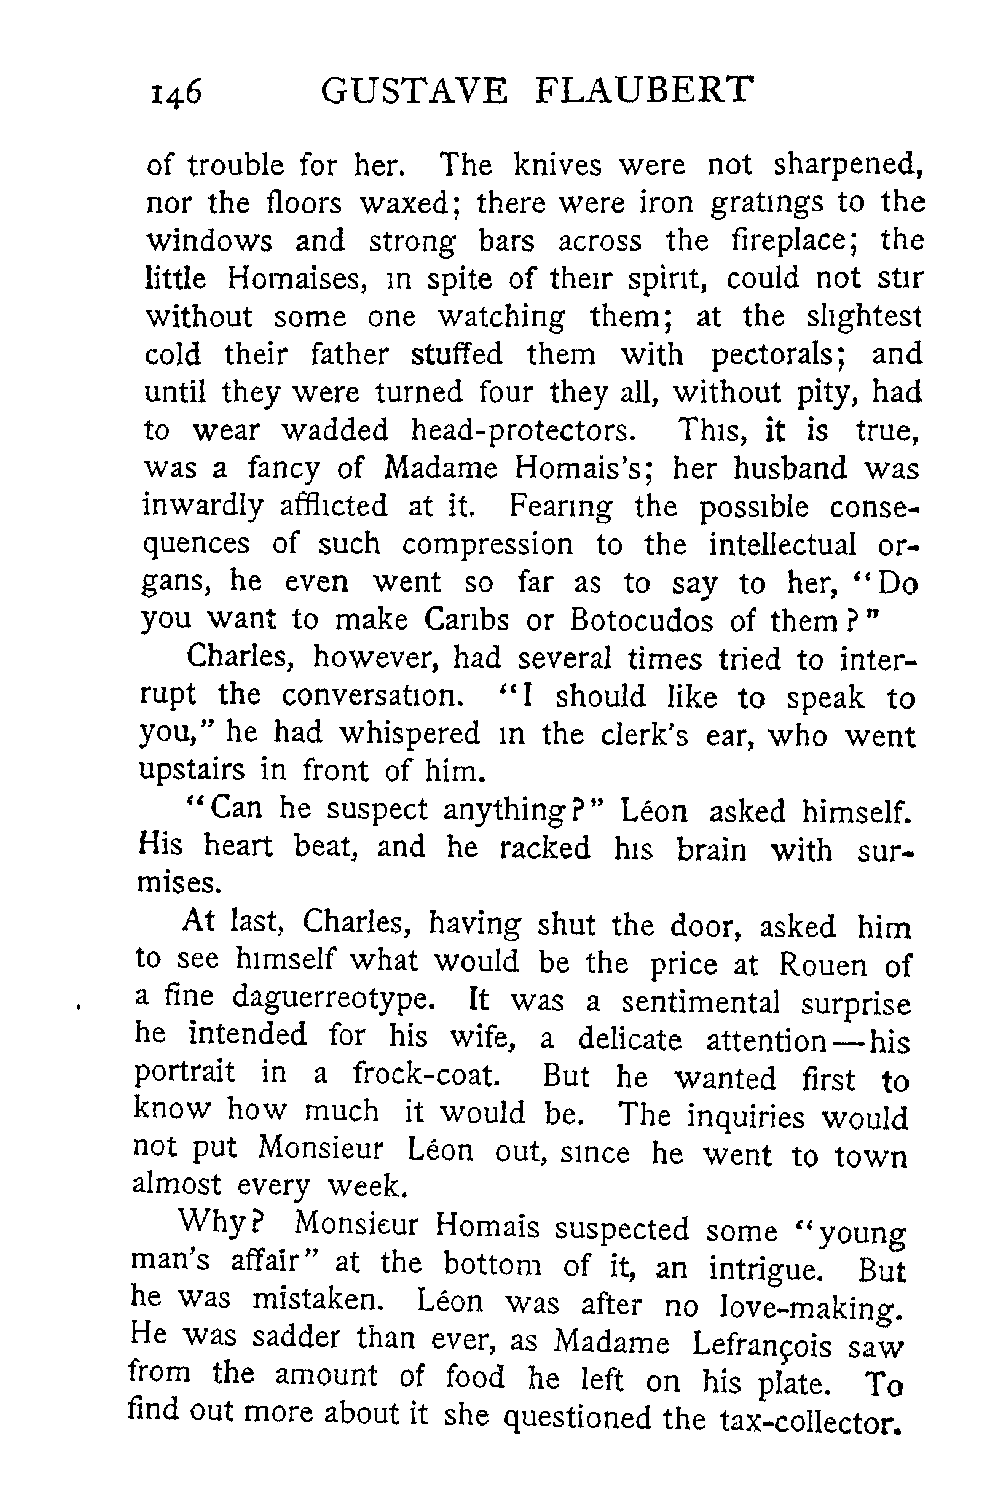 146 GUSTAVE FLAUBERT
of trouble for her. The knives were not sharpened,
nor the floors waxed; there were iron gratings to the
windows and strong bars across the fireplace; the
little Homaises, in spite of their spirit, could not stir
without some one watching them; at the slightest
cold their father stuffed them with pectorals; and
until they were turned four they all, without pity, had
to wear wadded head-protectors. This, it is true,
was a fancy of Madame Homais's; her husband was
inwardly afflicted at it. Fearing the possible conse-
quences of such compression to the intellectual or-
gans, he even went so far as to say to her, "Do
you want to make Caribs or Botocudos of them?"
Charles, however, had several times tried to inter-
rupt the conversation. "I should like to speak to
you," he had whispered in the clerk's ear, who went
upstairs in front of him.
"Can he suspect anything?" Léon asked himself.
His heart beat, and he racked his brain with sur-
mises.
At last, Charles, having shut the door, asked him
to see himself what would be the price at Rouen of
a fine daguerreotype. It was a sentimental surprise
he intended for his wife, a delicate attention—his
portrait in a frock-coat. But he wanted first to
know how much it would be. The inquiries would
not put Monsieur Léon out, since he went to town
almost every week.
Why? Monsieur Homais suspected some "young
man's affair" at the bottom of it, an intrigue. But
he was mistaken. Léon was after no love-making.
He was sadder than ever, as Madame Lefrançois saw
from the amount of food he left on his plate. To
find out more about it she questioned the tax-collector.